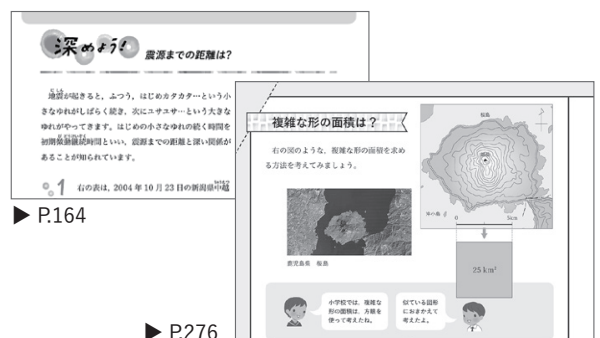 深めよう! 震源までの距離は?
じしん
地震が起きると、ふつう、はじめカタカタ…という小
きなゆれがしばらく続き、次にユサユサ…という大きな
ゆれがやってきます。はじめの小さなゆれの続く時間を
初期微動継続時間といい、震源までの距離と深い関係が
あることが知られています。
1 右の表は、2004年10月23日の新潟県中越
▶ P.164
複雑な形の面積は?
右の図のような、複雑な形の面積を求め
る方法を考えてみましょう。
鹿児島県 桜島
桜島
0 5km
25 km²
小学校では、複雑な
形の面積は、方眼を
使って考えたね。
似ている図形
におきかえて
考えたよ。
▶ P.276